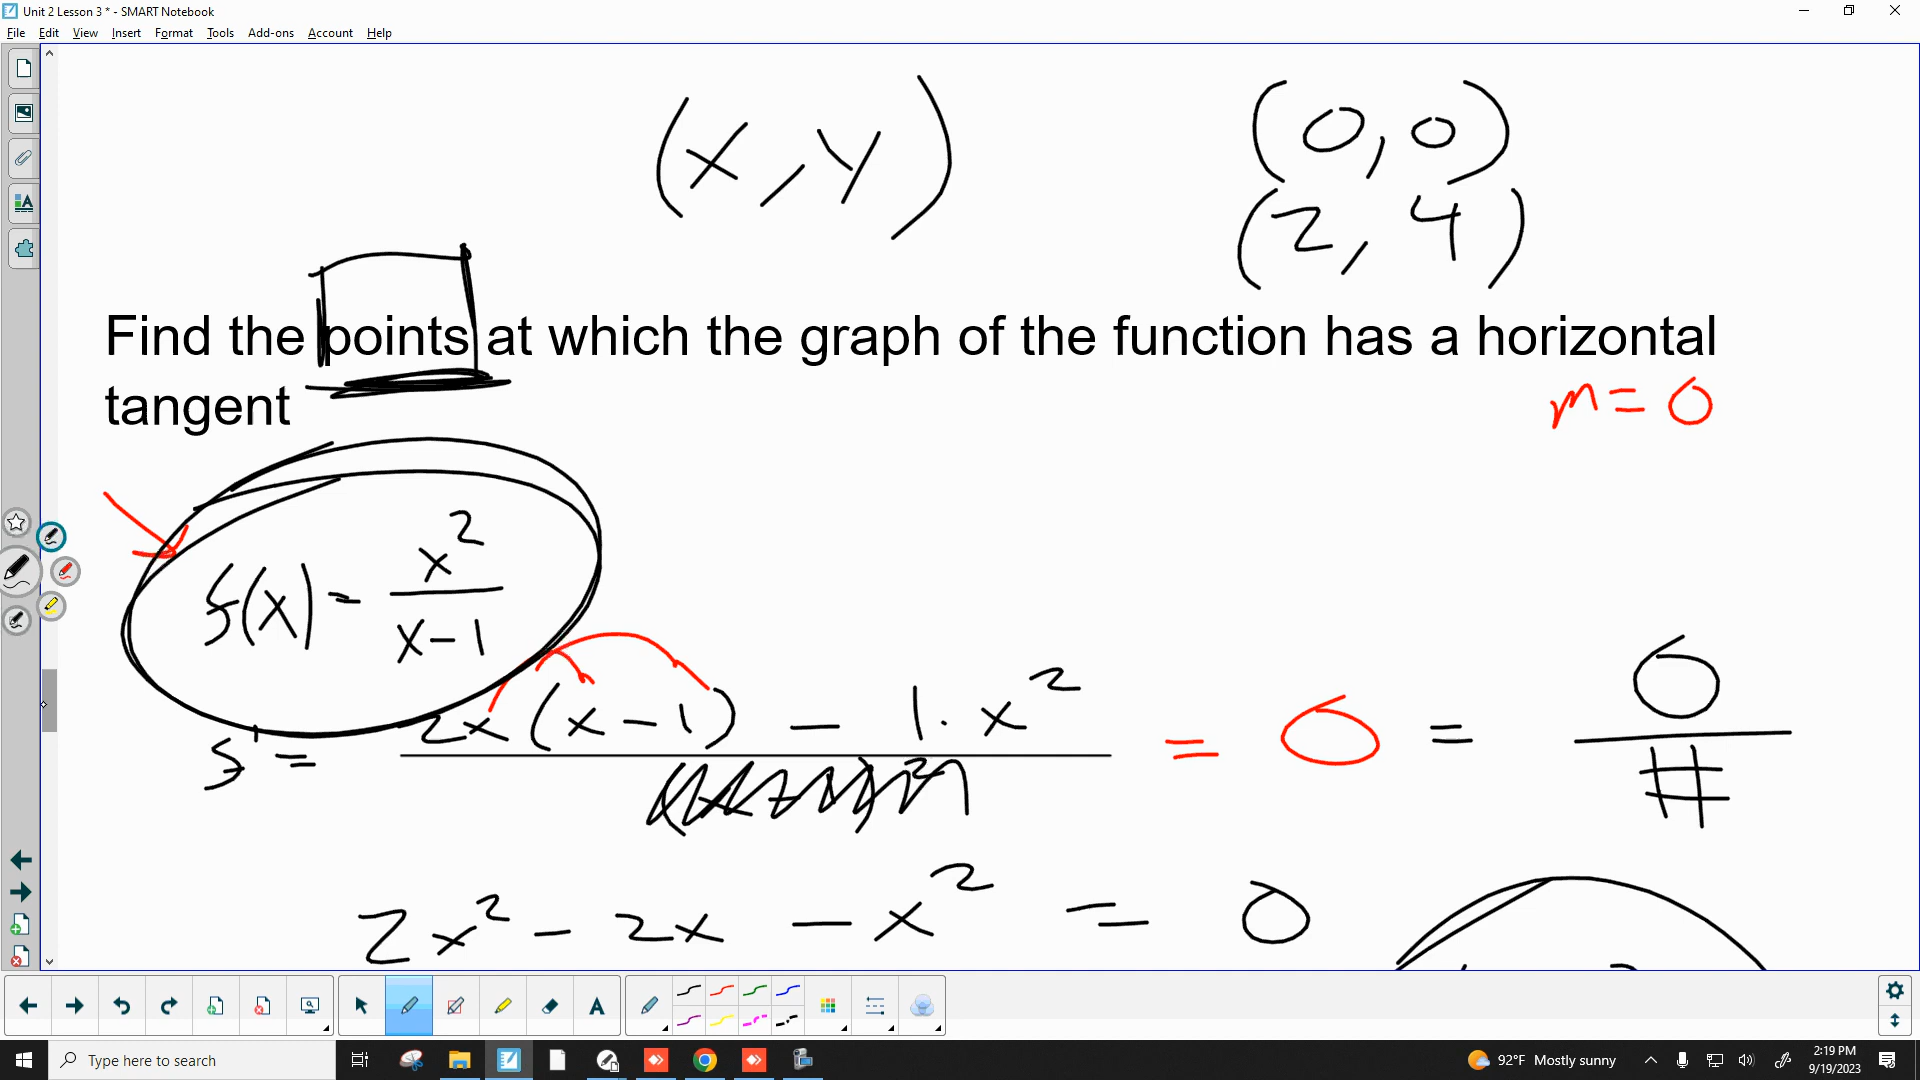 Unit 2 Lesson 3 * - SMART Notebook
File Edit View Insert Format Tools Add-ons Account Help
(x, y)
(0, 0)
(2, 4)
Find the points at which the graph of the function has a horizontal
tangent
m = 0
f(x) = x² / (x-1)
f' = 2x(x-1) - 1·x² = 0 = 0/#
2x² - 2x - x² = 0
Type here to search
92°F Mostly sunny
2:19 PM
9/19/2023